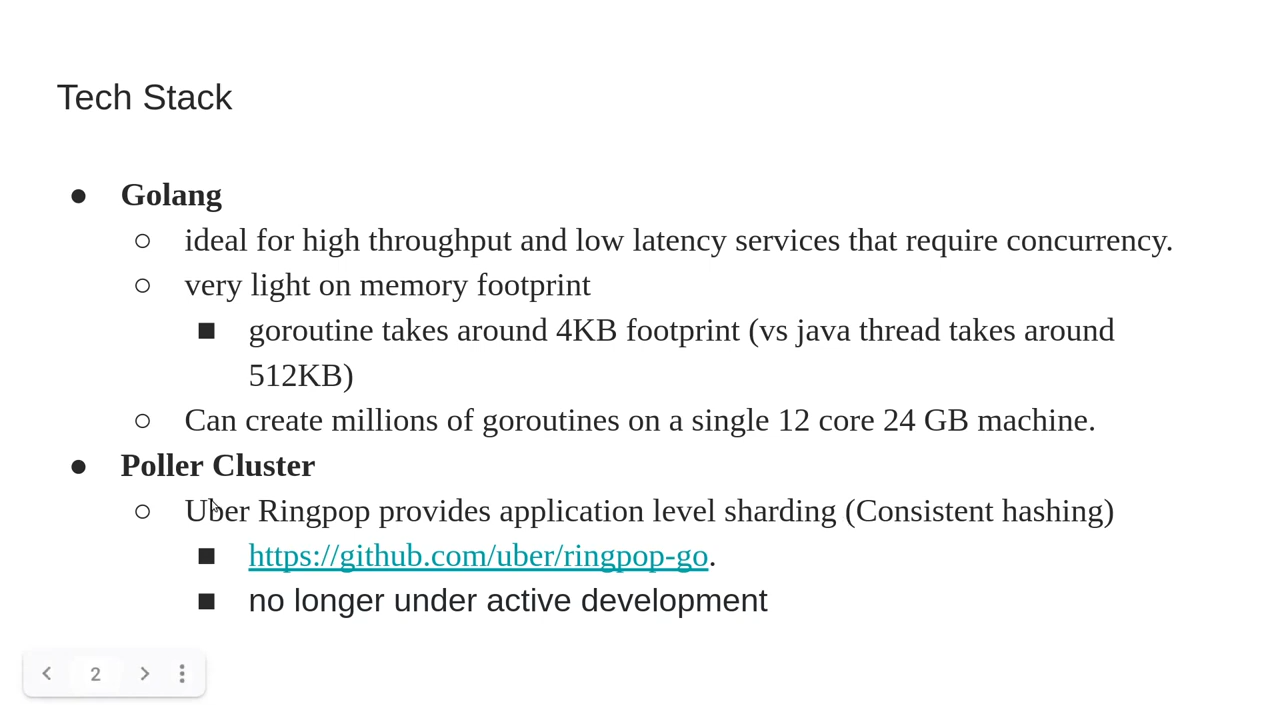 Tech Stack
● Golang
○ ideal for high throughput and low latency services that require concurrency.
○ very light on memory footprint
■ goroutine takes around 4KB footprint (vs java thread takes around
512KB)
○ Can create millions of goroutines on a single 12 core 24 GB machine.
● Poller Cluster
○ Uber Ringpop provides application level sharding (Consistent hashing)
■ https://github.com/uber/ringpop-go.
■ no longer under active development
2